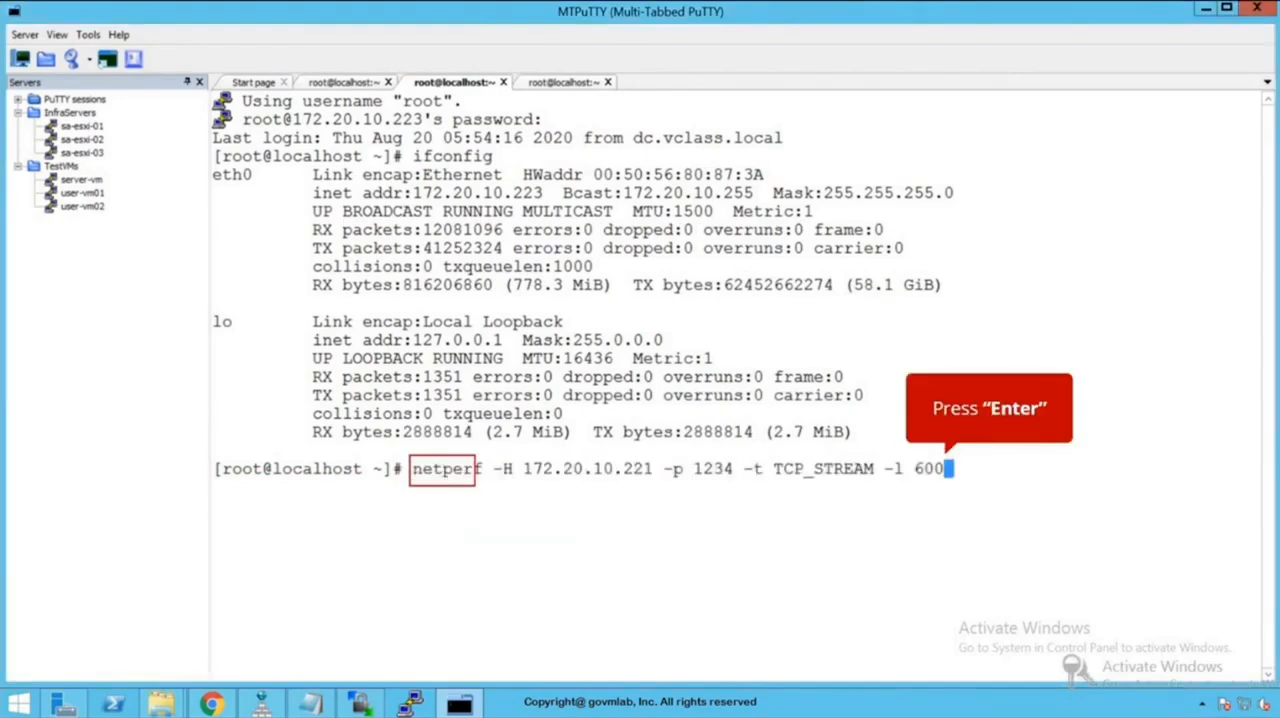 MTPuTTY (Multi-Tabbed PuTTY)
Server View Tools Help
Servers
PuTTY sessions
InfraServers
sa-esxi-01
sa-esxi-02
sa-esxi-03
TestVMs
server-vm
user-vm01
user-vm02
Start page root@localhost:~ root@localhost:~ root@localhost:~
Using username "root".
root@172.20.10.223's password:
Last login: Thu Aug 20 05:54:16 2020 from dc.vclass.local
[root@localhost ~]# ifconfig
eth0 Link encap:Ethernet HWaddr 00:50:56:80:87:3A
inet addr:172.20.10.223 Bcast:172.20.10.255 Mask:255.255.255.0
UP BROADCAST RUNNING MULTICAST MTU:1500 Metric:1
RX packets:12081096 errors:0 dropped:0 overruns:0 frame:0
TX packets:41252324 errors:0 dropped:0 overruns:0 carrier:0
collisions:0 txqueuelen:1000
RX bytes:816206860 (778.3 MiB) TX bytes:62452662274 (58.1 GiB)
lo Link encap:Local Loopback
inet addr:127.0.0.1 Mask:255.0.0.0
UP LOOPBACK RUNNING MTU:16436 Metric:1
RX packets:1351 errors:0 dropped:0 overruns:0 frame:0
TX packets:1351 errors:0 dropped:0 overruns:0 carrier:0
collisions:0 txqueuelen:0
RX bytes:2888814 (2.7 MiB) TX bytes:2888814 (2.7 MiB)
Press “Enter”
[root@localhost ~]# netperf -H 172.20.10.221 -p 1234 -t TCP_STREAM -l 600
Activate Windows
Go to System in Control Panel to activate Windows.
Activate Windows
Copyright@ govmlab, Inc. All rights reserved